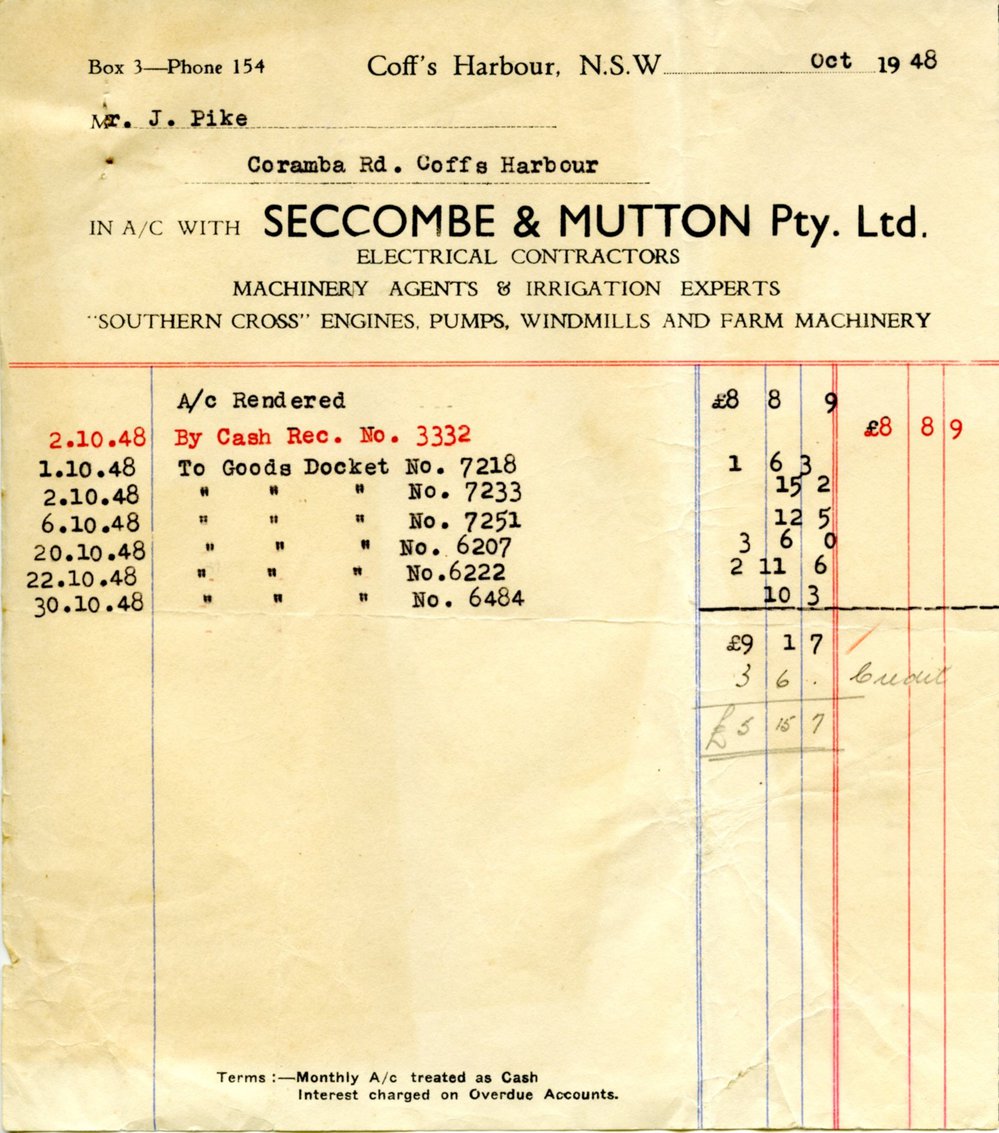 Box 3—Phone 154 Coff's Harbour, N.S.W. Oct 1948
Mr. J. Pike
Coramba Rd. Coffs Harbour
IN A/C WITH SECCOMBE & MUTTON Pty. Ltd.
ELECTRICAL CONTRACTORS
MACHINERY AGENTS & IRRIGATION EXPERTS
"SOUTHERN CROSS" ENGINES, PUMPS, WINDMILLS AND FARM MACHINERY
A/c Rendered £8 8 9
2.10.48 By Cash Rec. No. 3332 £8 8 9
1.10.48 To Goods Docket No. 7218 1 6 3
2.10.48 " " " No. 7233 15 2
6.10.48 " " " No. 7251 12 5
20.10.48 " " " No. 6207 3 6 0
22.10.48 " " " No.6222 2 11 6
30.10.48 " " " No. 6484 10 3
£9 1 7
3 6 . Credit
£5 15 7
Terms :—Monthly A/c treated as Cash
Interest charged on Overdue Accounts.